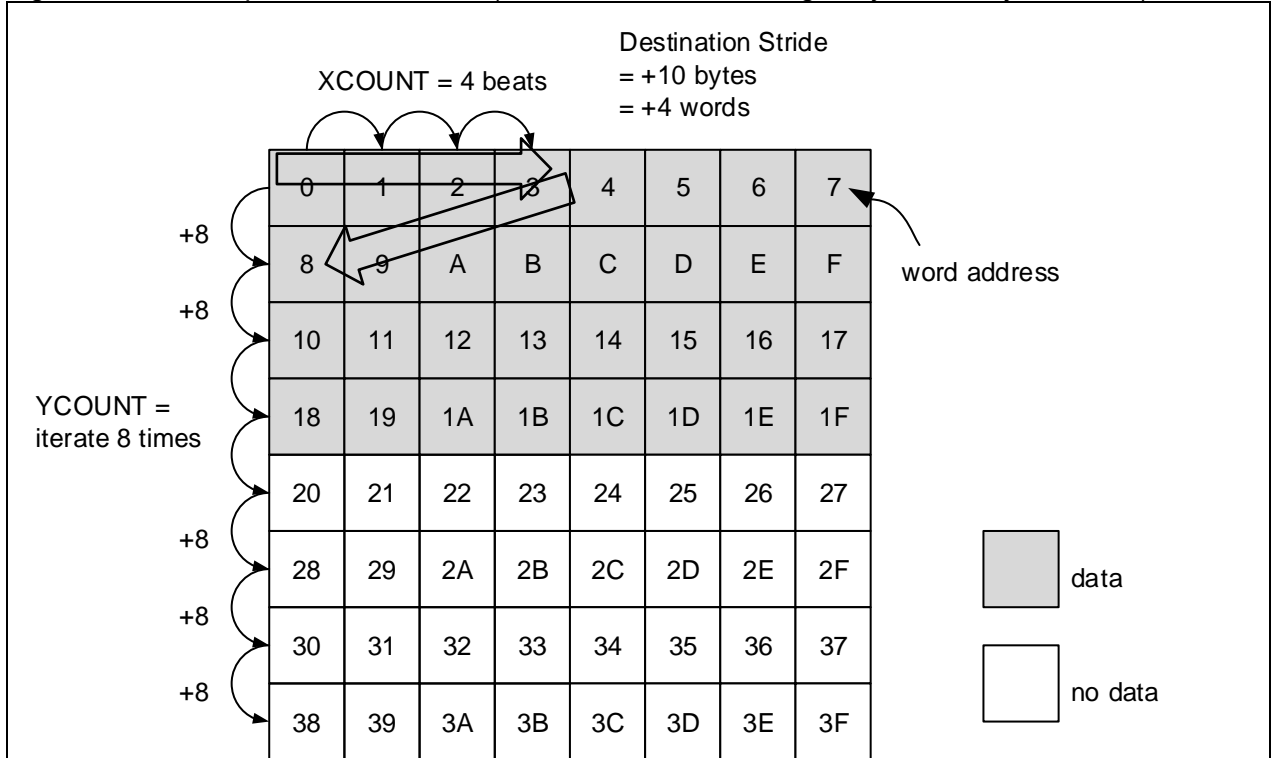 Destination Stride
= +10 bytes
= +4 words
XCOUNT = 4 beats
0 1 2 3 4 5 6 7
+8
8 9 A B C D E F
word address
+8
10 11 12 13 14 15 16 17
YCOUNT =
iterate 8 times
18 19 1A 1B 1C 1D 1E 1F
20 21 22 23 24 25 26 27
+8
28 29 2A 2B 2C 2D 2E 2F
data
+8
30 31 32 33 34 35 36 37
+8
no data
38 39 3A 3B 3C 3D 3E 3F